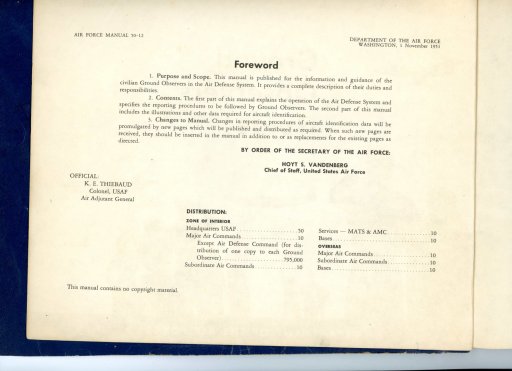 AIR FORCE MANUAL 50-12
DEPARTMENT OF THE AIR FORCE
WASHINGTON, 1 November 1951
Foreword
1. Purpose and Scope. This manual is published for the information and guidance of the
civilian Ground Observers in the Air Defense System. It provides a complete description of their duties and
responsibilities.
2. Contents. The first part of this manual explains the operation of the Air Defense System and
specifies the reporting procedures to be followed by Ground Observers. The second part of this manual
includes the illustrations and other data required for aircraft identification.
3. Changes to Manual. Changes in reporting procedures of aircraft identification data will be
promulgated by new pages which will be published and distributed as required. When such new pages are
received, they should be inserted in the manual in addition to or as replacements for the existing pages as
directed.
BY ORDER OF THE SECRETARY OF THE AIR FORCE:
HOYT S. VANDENBERG
Chief of Staff, United States Air Force
OFFICIAL:
K. E. THIEBAUD
Colonel, USAF
Air Adjutant General
DISTRIBUTION:
ZONE OF INTERIOR
Headquarters USAF . . . . . . . . . . . . . . . . 50
Major Air Commands . . . . . . . . . . . . . . . 10
Except Air Defense Command (for dis-
tribution of one copy to each Ground
Observer) . . . . . . . . . . . . . . . . . . 795,000
Subordinate Air Commands . . . . . . . . . . . 10
Services — MATS & AMC . . . . . . . . . . . 10
Bases . . . . . . . . . . . . . . . . . . . . . . . . 10
OVERSEAS
Major Air Commands . . . . . . . . . . . . . . . 10
Subordinate Air Commands . . . . . . . . . . . 10
Bases . . . . . . . . . . . . . . . . . . . . . . . . 10
This manual contains no copyright material.